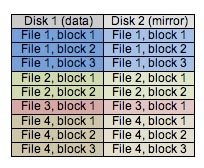 Disk 1 (data) Disk 2 (mirror)
File 1, block 1 File 1, block 1
File 1, block 2 File 1, block 2
File 1, block 3 File 1, block 3
File 2, block 1 File 2, block 1
File 2, block 2 File 2, block 2
File 3, block 1 File 3, block 1
File 4, block 1 File 4, block 1
File 4, block 2 File 4, block 2
File 4, block 3 File 4, block 3